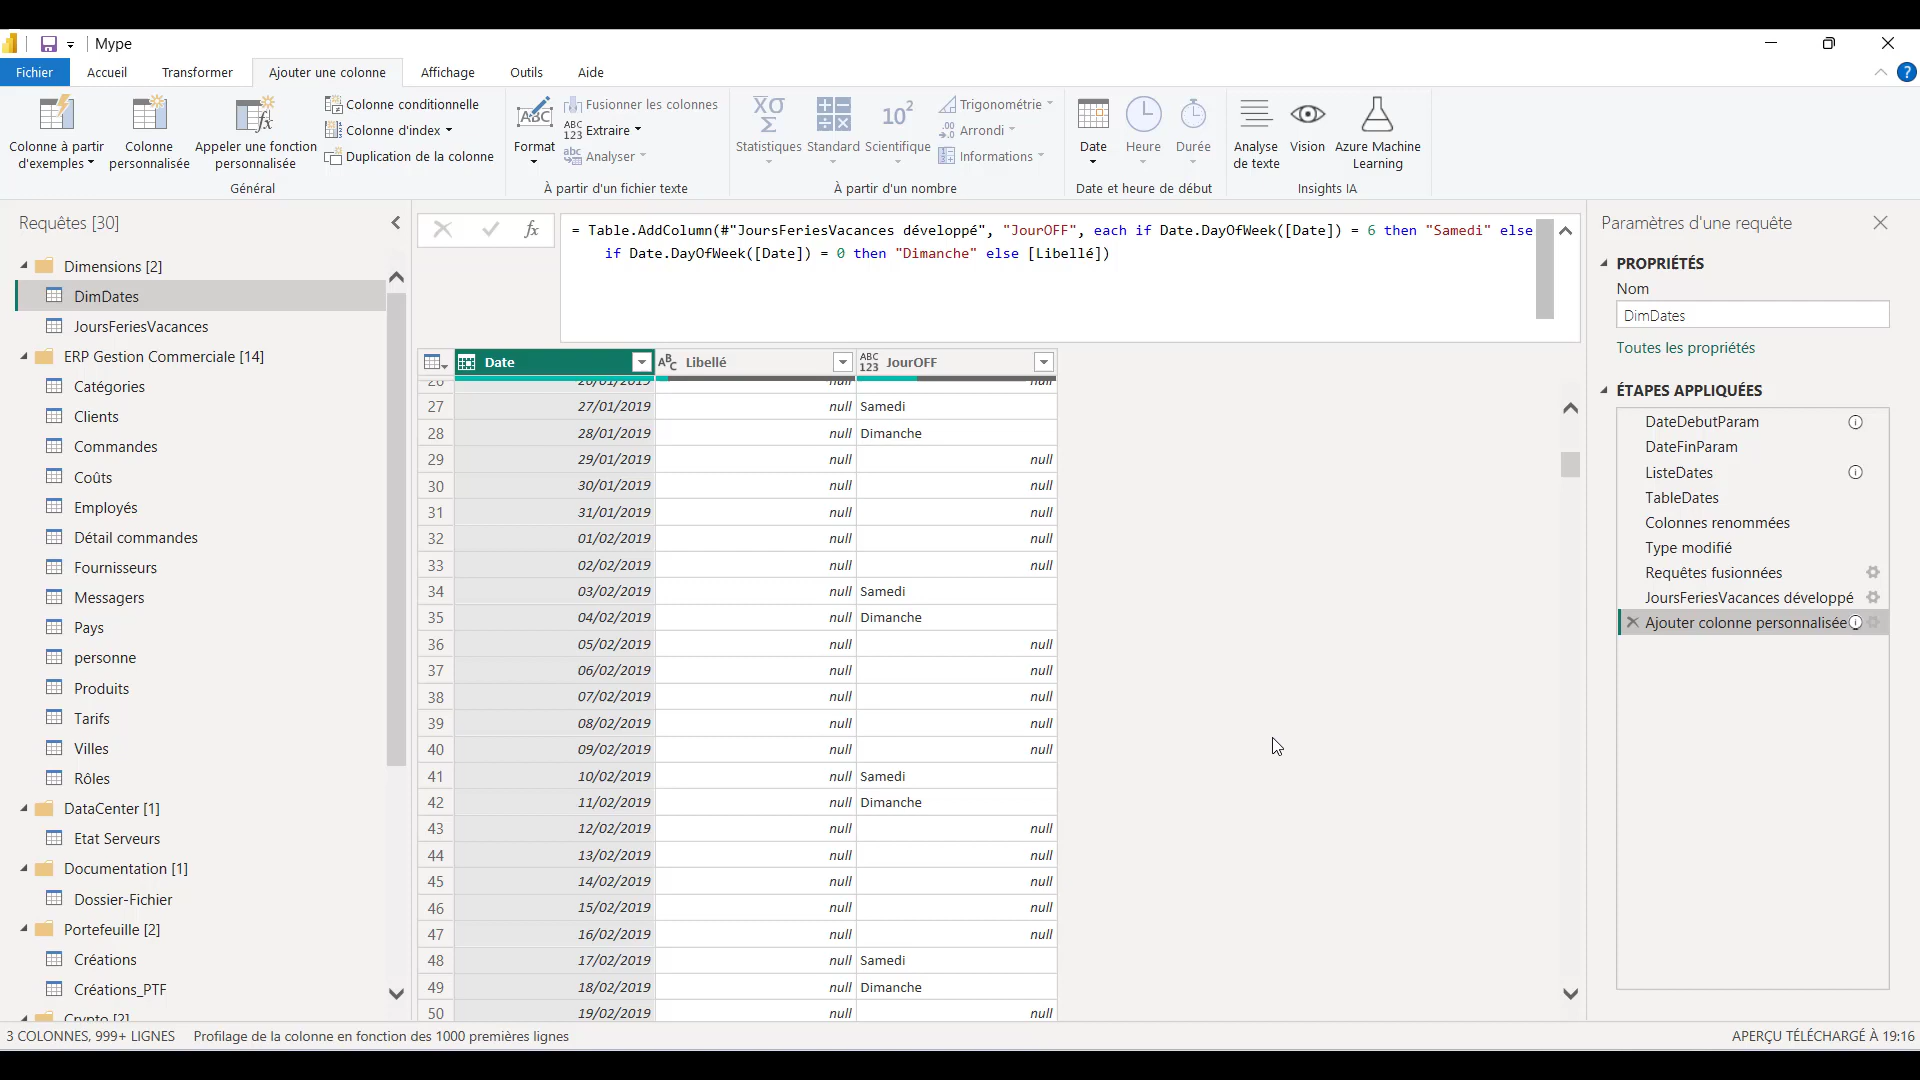 Mype
Fichier
Accueil
Transformer
Ajouter une colonne
Affichage
Outils
Aide
Colonne à partir
d'exemples
Colonne
personnalisée
Appeler une fonction
personnalisée
Colonne conditionnelle
Colonne d'index
Duplication de la colonne
Général
Format
Fusionner les colonnes
Extraire
Analyser
À partir d'un fichier texte
Statistiques
Standard
Scientifique
Trigonométrie
Arrondi
Informations
À partir d'un nombre
Date
Heure
Durée
Date et heure de début
Analyse
de texte
Vision
Azure Machine
Learning
Insights IA
Requêtes [30]
Dimensions [2]
DimDates
JoursFeriesVacances
ERP Gestion Commerciale [14]
Catégories
Clients
Commandes
Coûts
Employés
Détail commandes
Fournisseurs
Messagers
Pays
personne
Produits
Tarifs
Villes
Rôles
DataCenter [1]
Etat Serveurs
Documentation [1]
Dossier-Fichier
Portefeuille [2]
Créations
Créations_PTF
Crypto [2]
= Table.AddColumn(#"JoursFeriesVacances développé", "JourOFF", each if Date.DayOfWeek([Date]) = 6 then "Samedi" else
if Date.DayOfWeek([Date]) = 0 then "Dimanche" else [Libellé])
Date Libellé JourOFF
26 26/01/2019 null null
27 27/01/2019 null Samedi
28 28/01/2019 null Dimanche
29 29/01/2019 null null
30 30/01/2019 null null
31 31/01/2019 null null
32 01/02/2019 null null
33 02/02/2019 null null
34 03/02/2019 null Samedi
35 04/02/2019 null Dimanche
36 05/02/2019 null null
37 06/02/2019 null null
38 07/02/2019 null null
39 08/02/2019 null null
40 09/02/2019 null null
41 10/02/2019 null Samedi
42 11/02/2019 null Dimanche
43 12/02/2019 null null
44 13/02/2019 null null
45 14/02/2019 null null
46 15/02/2019 null null
47 16/02/2019 null null
48 17/02/2019 null Samedi
49 18/02/2019 null Dimanche
50 19/02/2019 null null
Paramètres d'une requête
PROPRIÉTÉS
Nom
DimDates
Toutes les propriétés
ÉTAPES APPLIQUÉES
DateDebutParam
DateFinParam
ListeDates
TableDates
Colonnes renommées
Type modifié
Requêtes fusionnées
JoursFeriesVacances développé
Ajouter colonne personnalisée
3 COLONNES, 999+ LIGNES
Profilage de la colonne en fonction des 1000 premières lignes
APERÇU TÉLÉCHARGÉ À 19:16